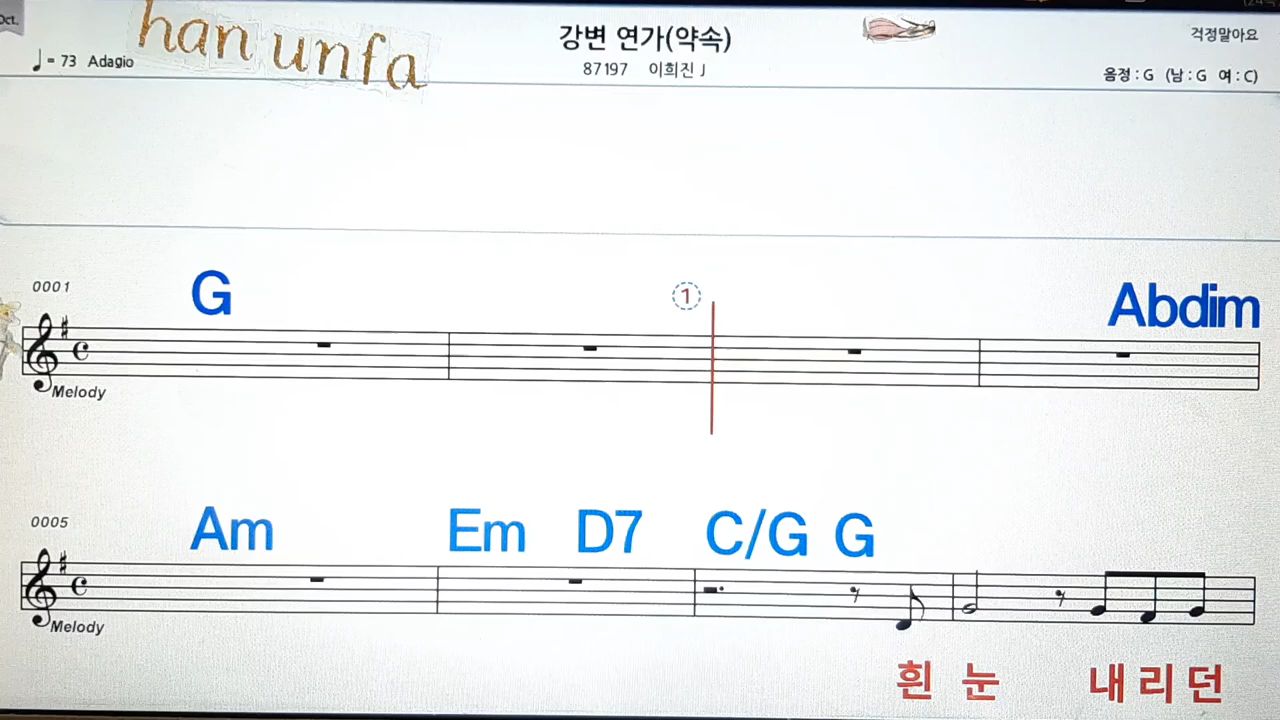 Oct.
han unfa
강변 연가(약속)
걱정말아요
♩= 73 Adagio
87197 이희진 J
음정 : G (남 : G 여 : C)
0001
G
①
Abdim
Melody
0005
Am Em D7 C/G G
Melody
흰 눈 내 리 던